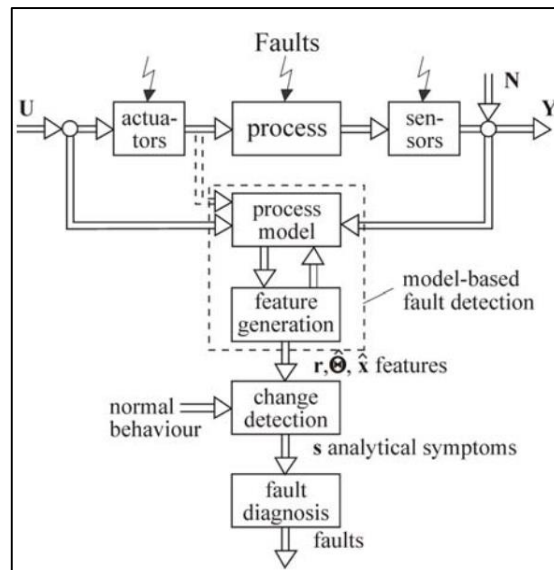 Faults
N
U
Y
actua-
tors
process
sen-
sors
process
model
model-based
fault detection
feature
generation
r,Θ̂, x̂ features
normal
behaviour
change
detection
s analytical symptoms
fault
diagnosis
faults